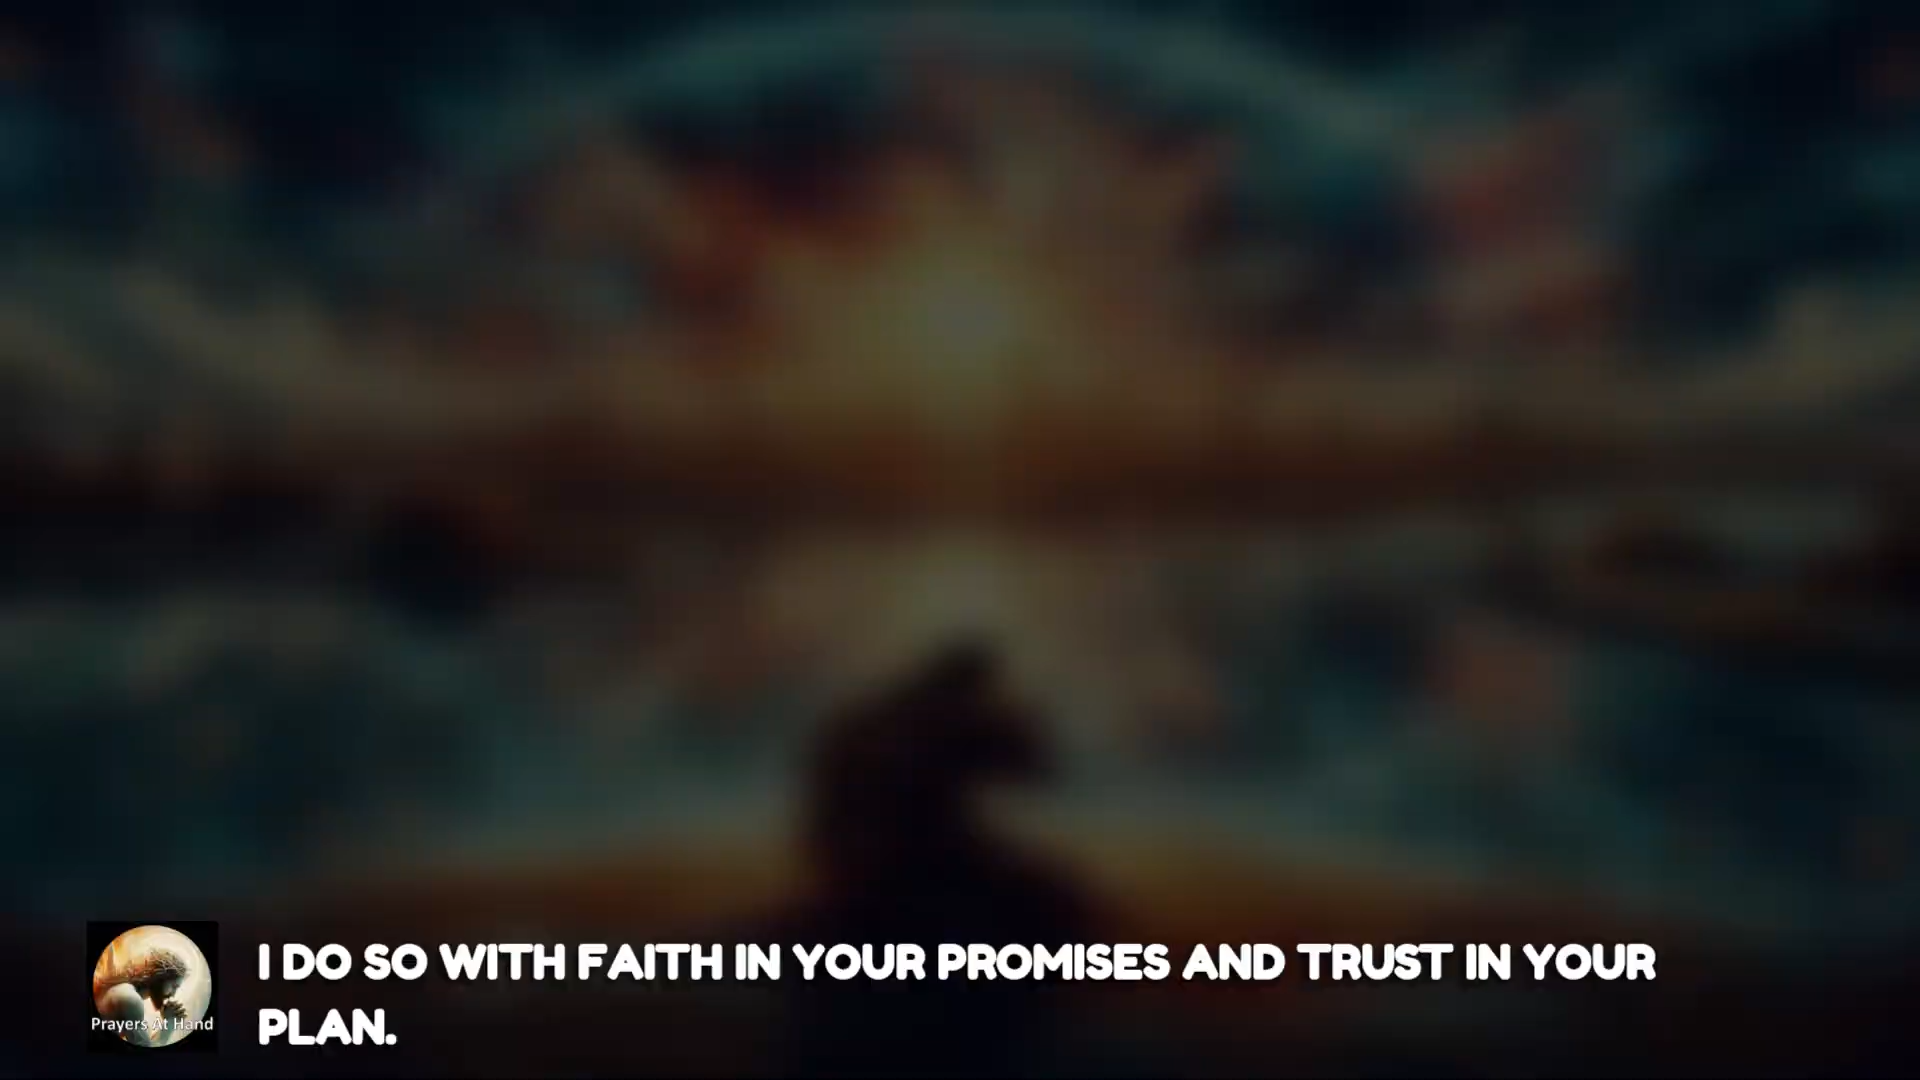 I DO SO WITH FAITH IN YOUR PROMISES AND TRUST IN YOUR
PLAN.
Prayers At Hand